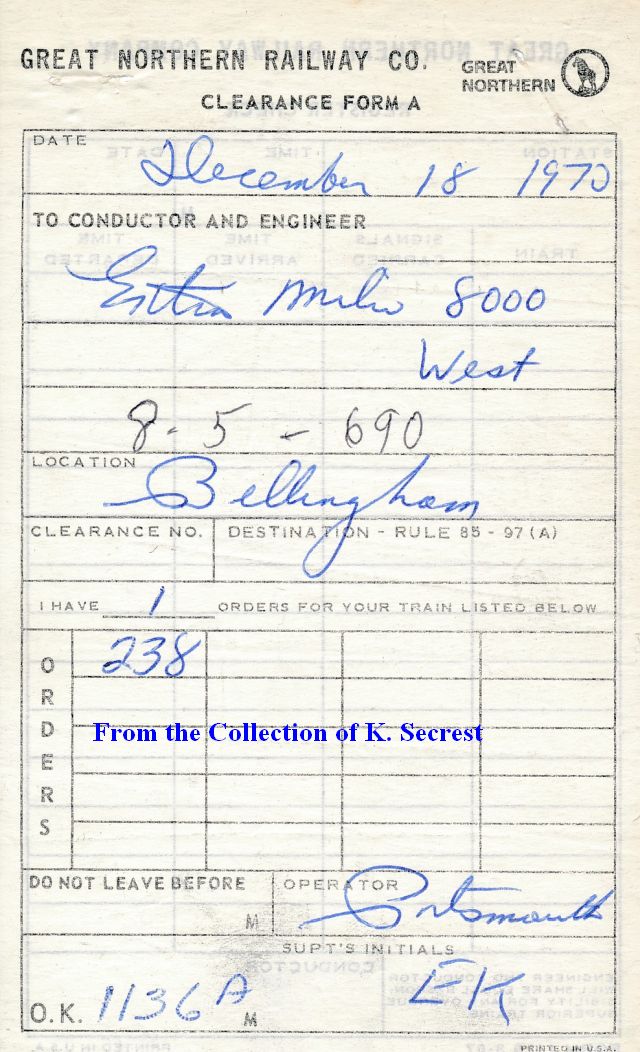 GREAT NORTHERN RAILWAY CO.
GREAT
NORTHERN
CLEARANCE FORM A
DATE
December 18 1970
TO CONDUCTOR AND ENGINEER
Extra 8000
West
8-5-690
LOCATION
Bellingham
CLEARANCE NO. DESTINATION - RULE 85 - 97 (A)
I HAVE 1 ORDERS FOR YOUR TRAIN LISTED BELOW
ORDERS
238
From the Collection of K. Secrest
DO NOT LEAVE BEFORE
M
OPERATOR
Portsmouth
SUPT'S INITIALS
EK
O.K. 1136 A
M
PRINTED IN U.S.A.